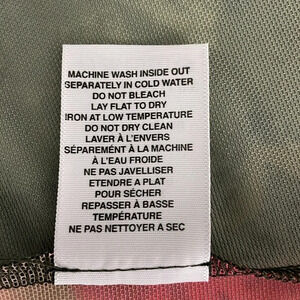 MACHINE WASH INSIDE OUT
SEPARATELY IN COLD WATER
DO NOT BLEACH
LAY FLAT TO DRY
IRON AT LOW TEMPERATURE
DO NOT DRY CLEAN
LAVER À L'ENVERS
SÉPARÉMENT À LA MACHINE
À L'EAU FROIDE
NE PAS JAVELLISER
ETENDRE A PLAT
POUR SÉCHER
REPASSER À BASSE
TEMPÉRATURE
NE PAS NETTOYER A SEC